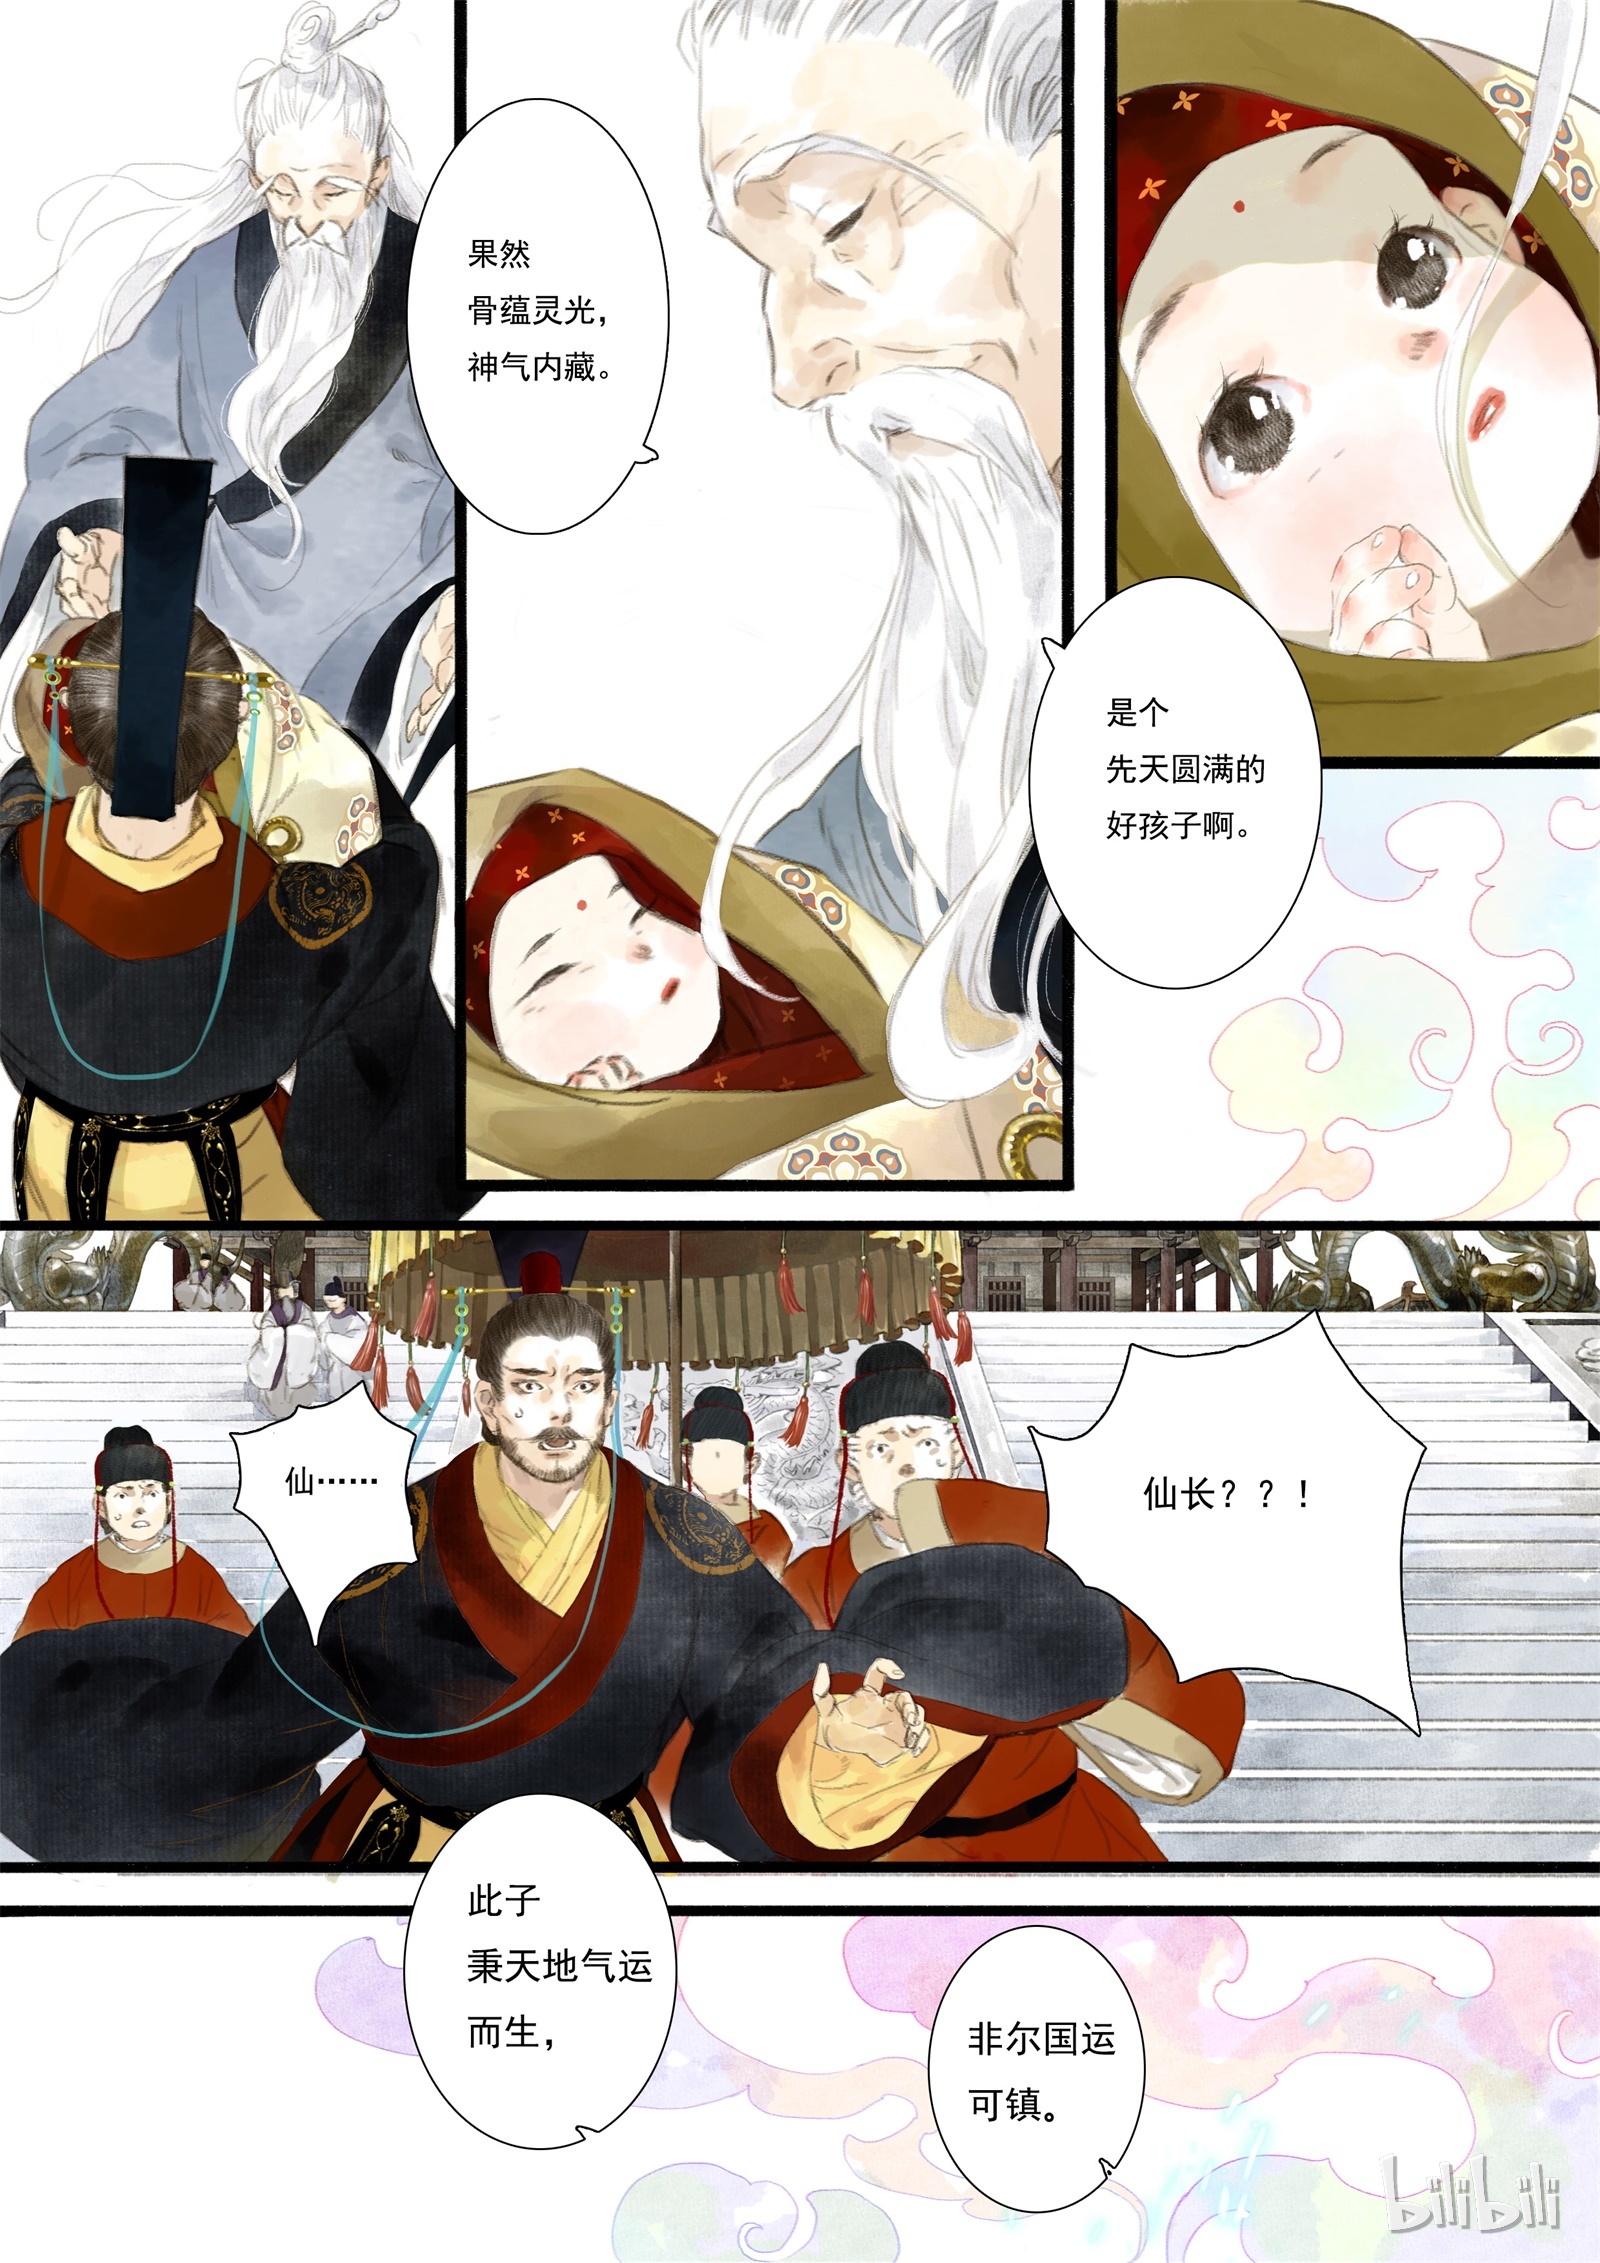 果然
骨蕴灵光，
神气内藏。
是个
先天圆满的
好孩子啊。
仙……
仙长？？！
此子
秉天地气运
而生，
非尔国运
可镇。
bilibili